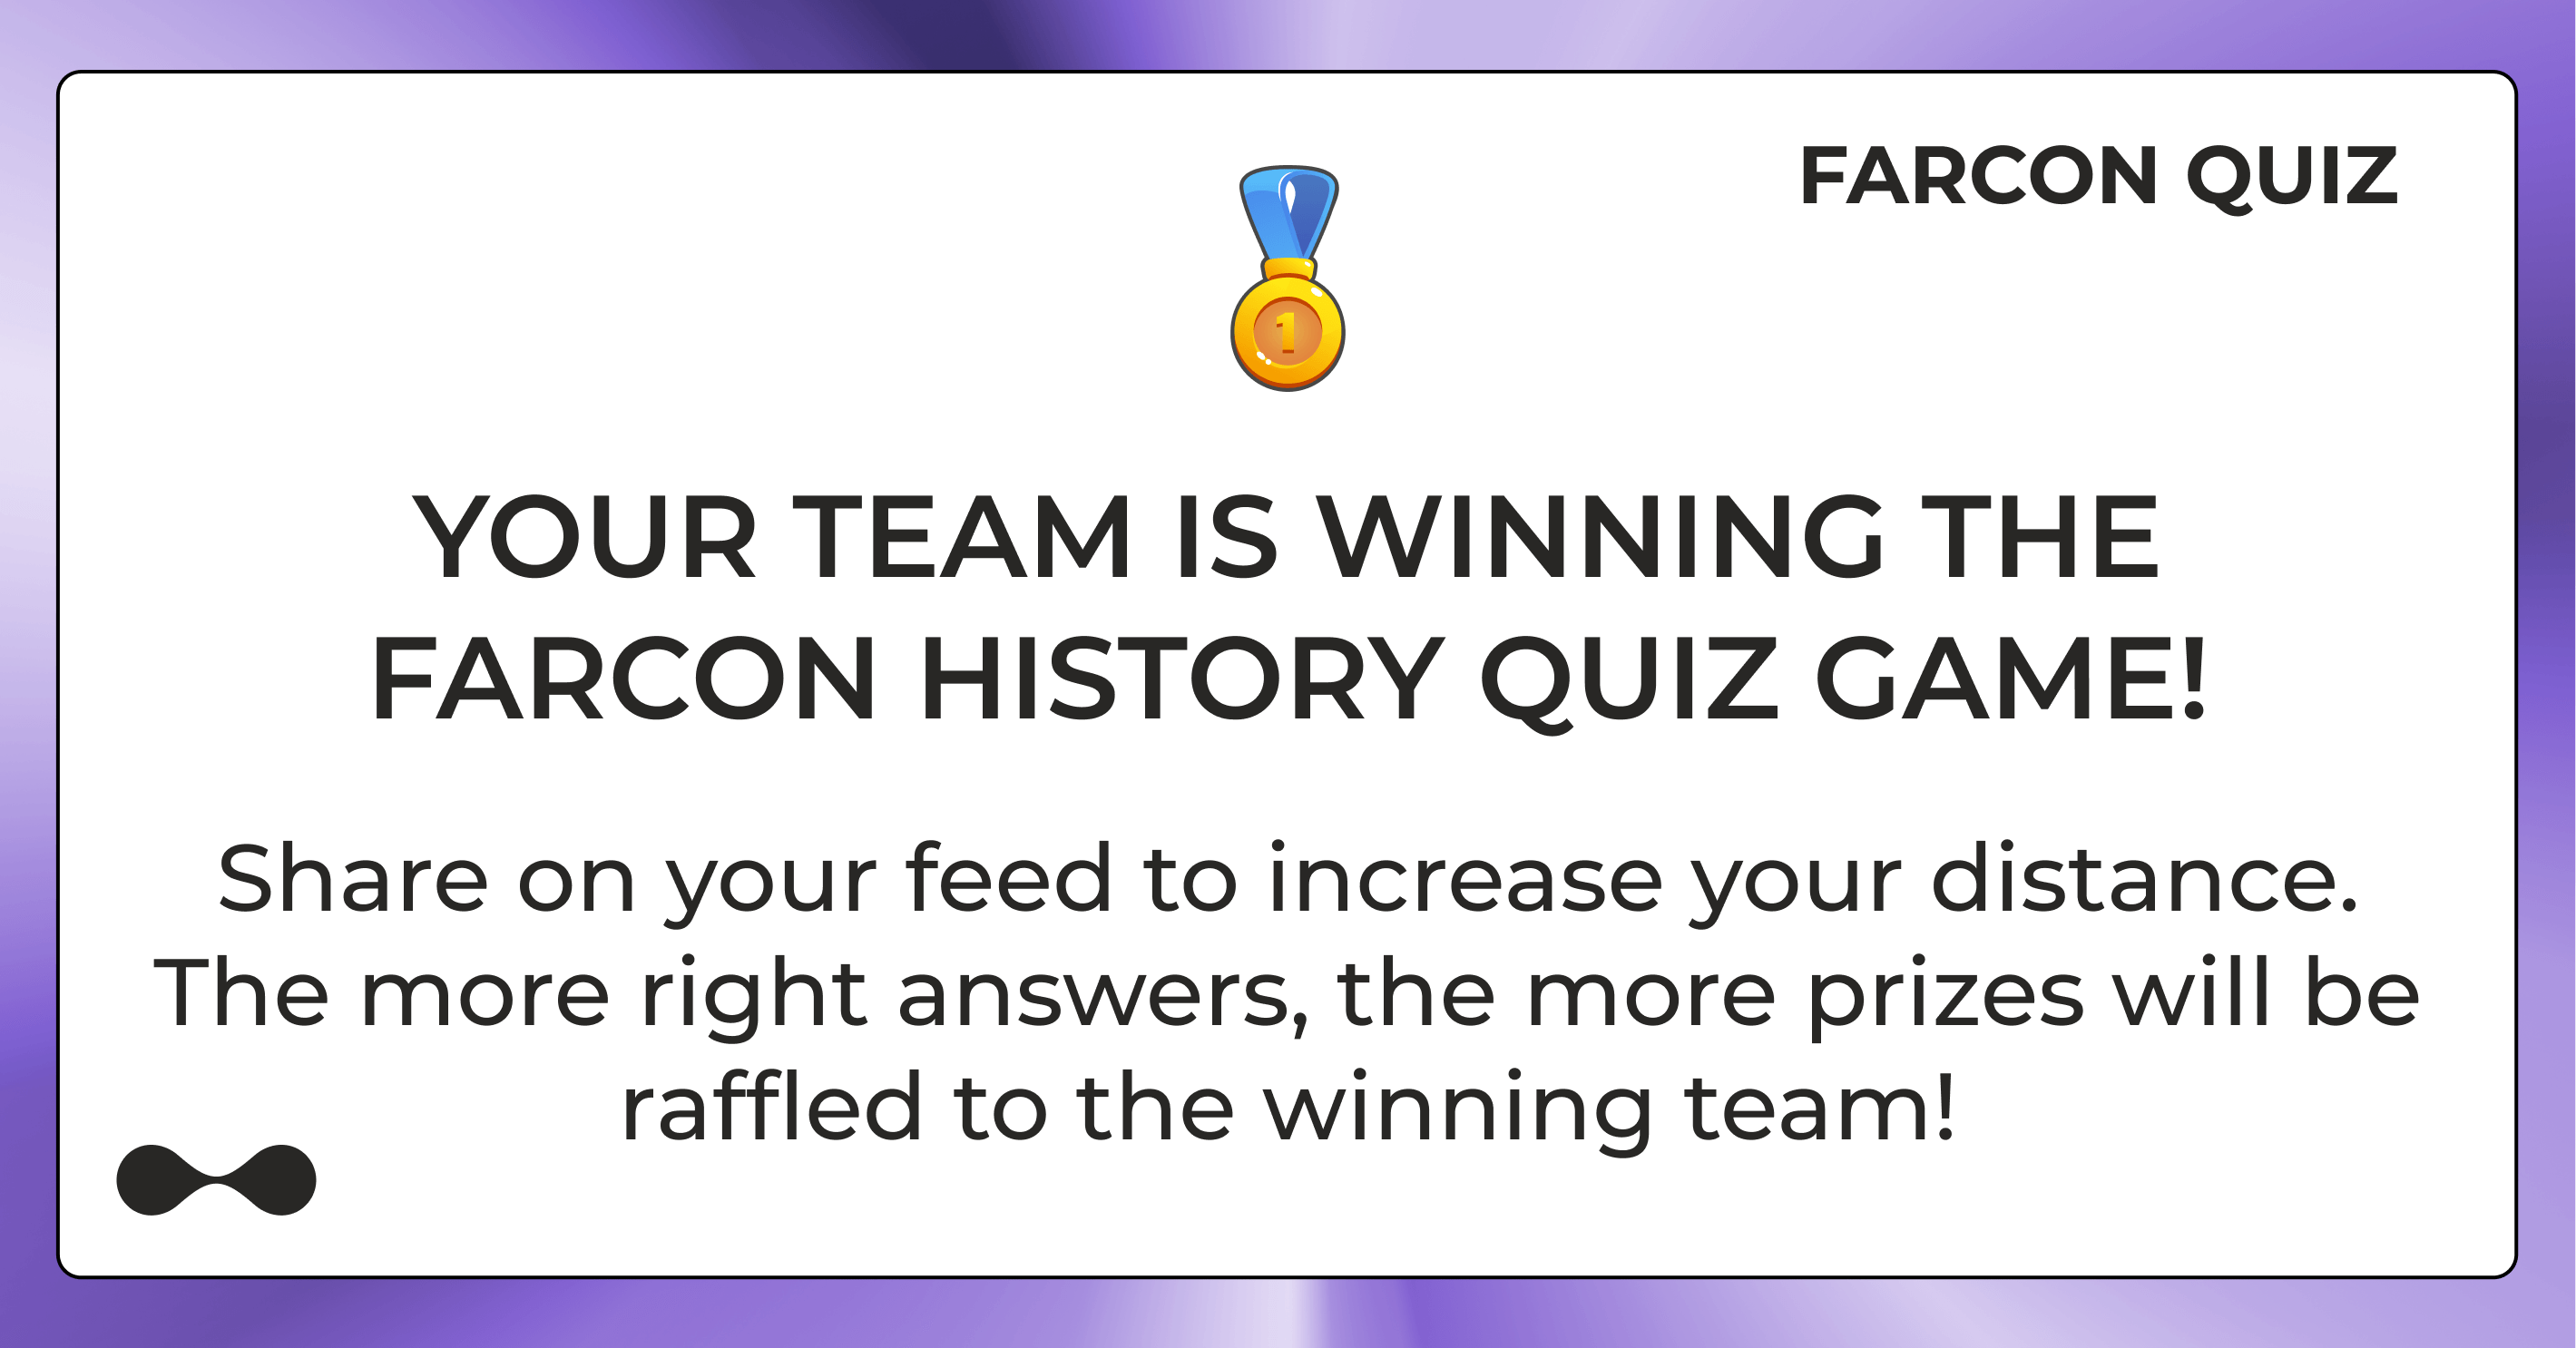 FARCON QUIZ
1
YOUR TEAM IS WINNING THE
FARCON HISTORY QUIZ GAME!
Share on your feed to increase your distance.
The more right answers, the more prizes will be
raffled to the winning team!